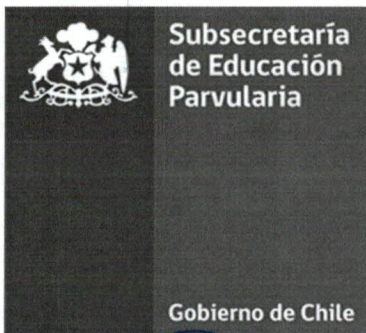 Subsecretaría
de Educación
Parvularia
Gobierno de Chile